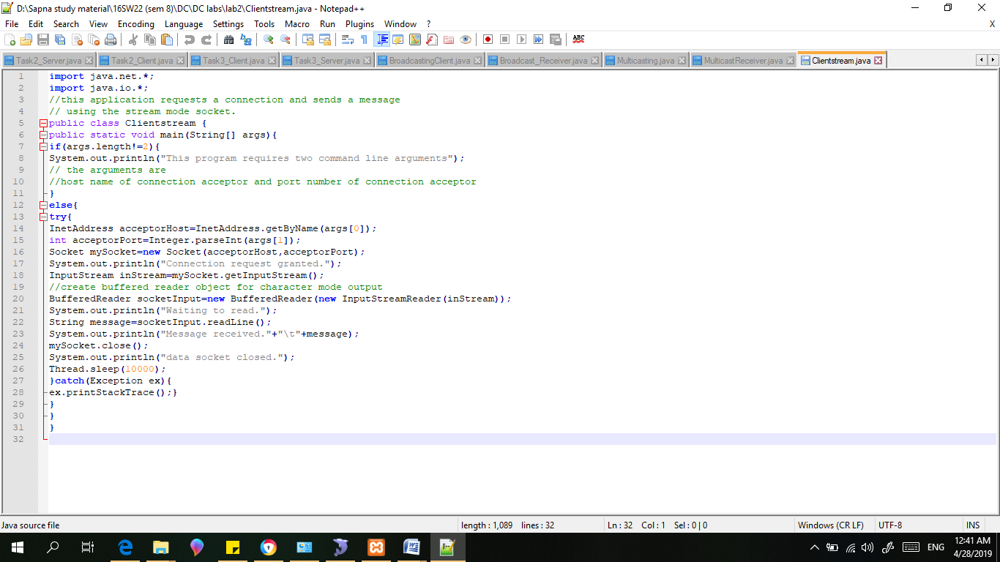 D:\Sapna study material\16SW22 (sem 8)\DC\DC labs\lab2\Clientstream.java - Notepad++
File Edit Search View Encoding Language Settings Tools Macro Run Plugins Window ? X
ABC
Task2_Server.java Task2_Client.java Task3_Client.java Task3_Server.java BroadcastingClient.java Broadcast_Receiver.java Multicasting.java MulticastReceiver.java Clientstream.java
1 import java.net.*;
2 import java.io.*;
3 //this application requests a connection and sends a message
4 // using the stream mode socket.
5 public class Clientstream {
6 public static void main(String[] args){
7 if(args.length!=2){
8 System.out.println("This program requires two command line arguments");
9 // the arguments are
10 //host name of connection acceptor and port number of connection acceptor
11 }
12 else{
13 try{
14 InetAddress acceptorHost=InetAddress.getByName(args[0]);
15 int acceptorPort=Integer.parseInt(args[1]);
16 Socket mySocket=new Socket(acceptorHost,acceptorPort);
17 System.out.println("Connection request granted.");
18 InputStream inStream=mySocket.getInputStream();
19 //create buffered reader object for character mode output
20 BufferedReader socketInput=new BufferedReader(new InputStreamReader(inStream));
21 System.out.println("Waiting to read.");
22 String message=socketInput.readLine();
23 System.out.println("Message received."+"\t"+message);
24 mySocket.close();
25 System.out.println("data socket closed.");
26 Thread.sleep(10000);
27 }catch(Exception ex){
28 ex.printStackTrace();}
29 }
30 }
31 }
32
Java source file length : 1,089 lines : 32 Ln : 32 Col : 1 Sel : 0 | 0 Windows (CR LF) UTF-8 INS
ENG 12:41 AM
4/28/2019